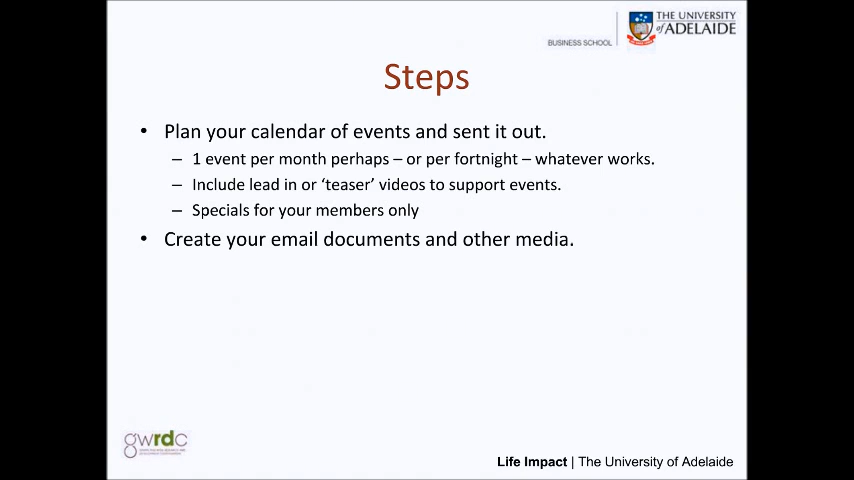 THE UNIVERSITY
of ADELAIDE
BUSINESS SCHOOL
Steps
• Plan your calendar of events and sent it out.
– 1 event per month perhaps – or per fortnight – whatever works.
– Include lead in or ‘teaser’ videos to support events.
– Specials for your members only
• Create your email documents and other media.
gwrdc
Life Impact | The University of Adelaide